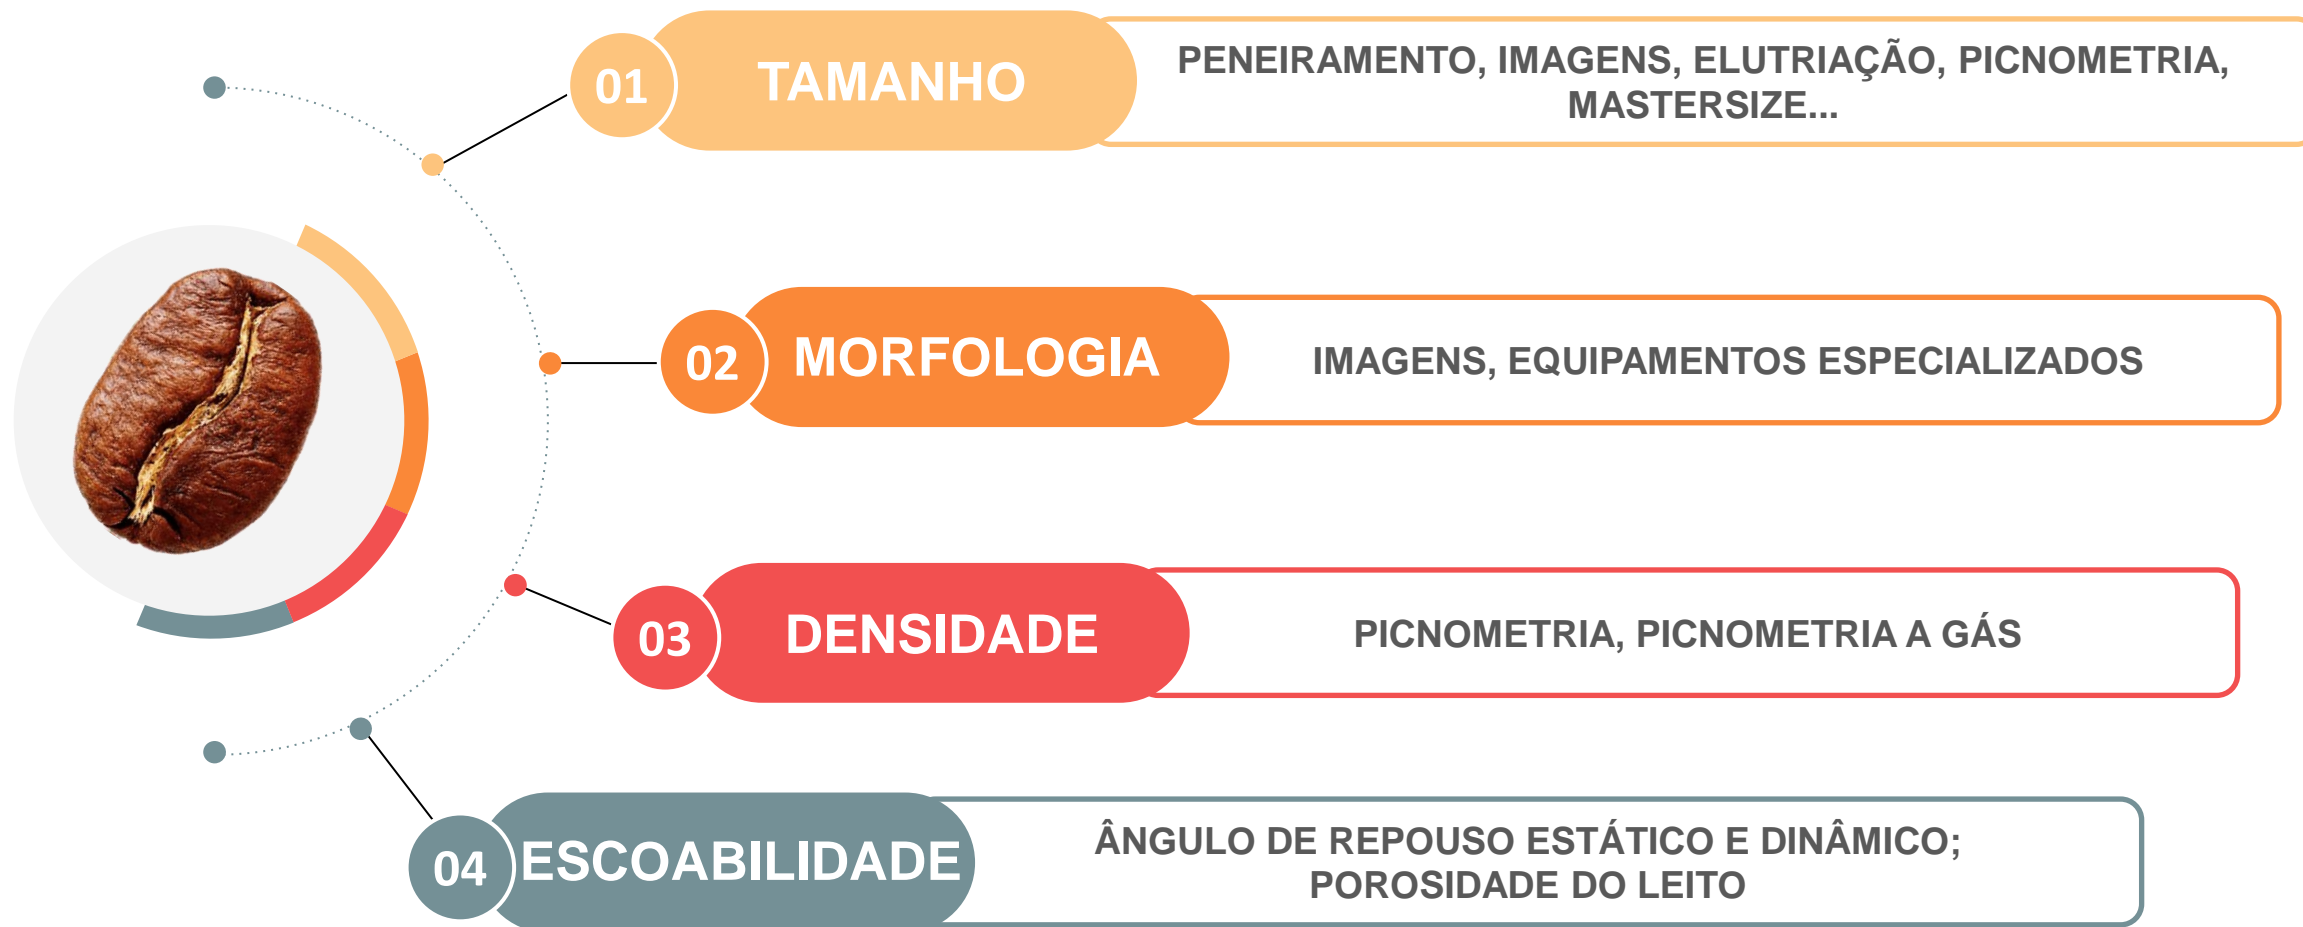 01
TAMANHO
PENEIRAMENTO, IMAGENS, ELUTRIAÇÃO, PICNOMETRIA,
MASTERSIZE...
02
MORFOLOGIA
IMAGENS, EQUIPAMENTOS ESPECIALIZADOS
03
DENSIDADE
PICNOMETRIA, PICNOMETRIA A GÁS
04
ESCOABILIDADE
ÂNGULO DE REPOUSO ESTÁTICO E DINÂMICO;
POROSIDADE DO LEITO